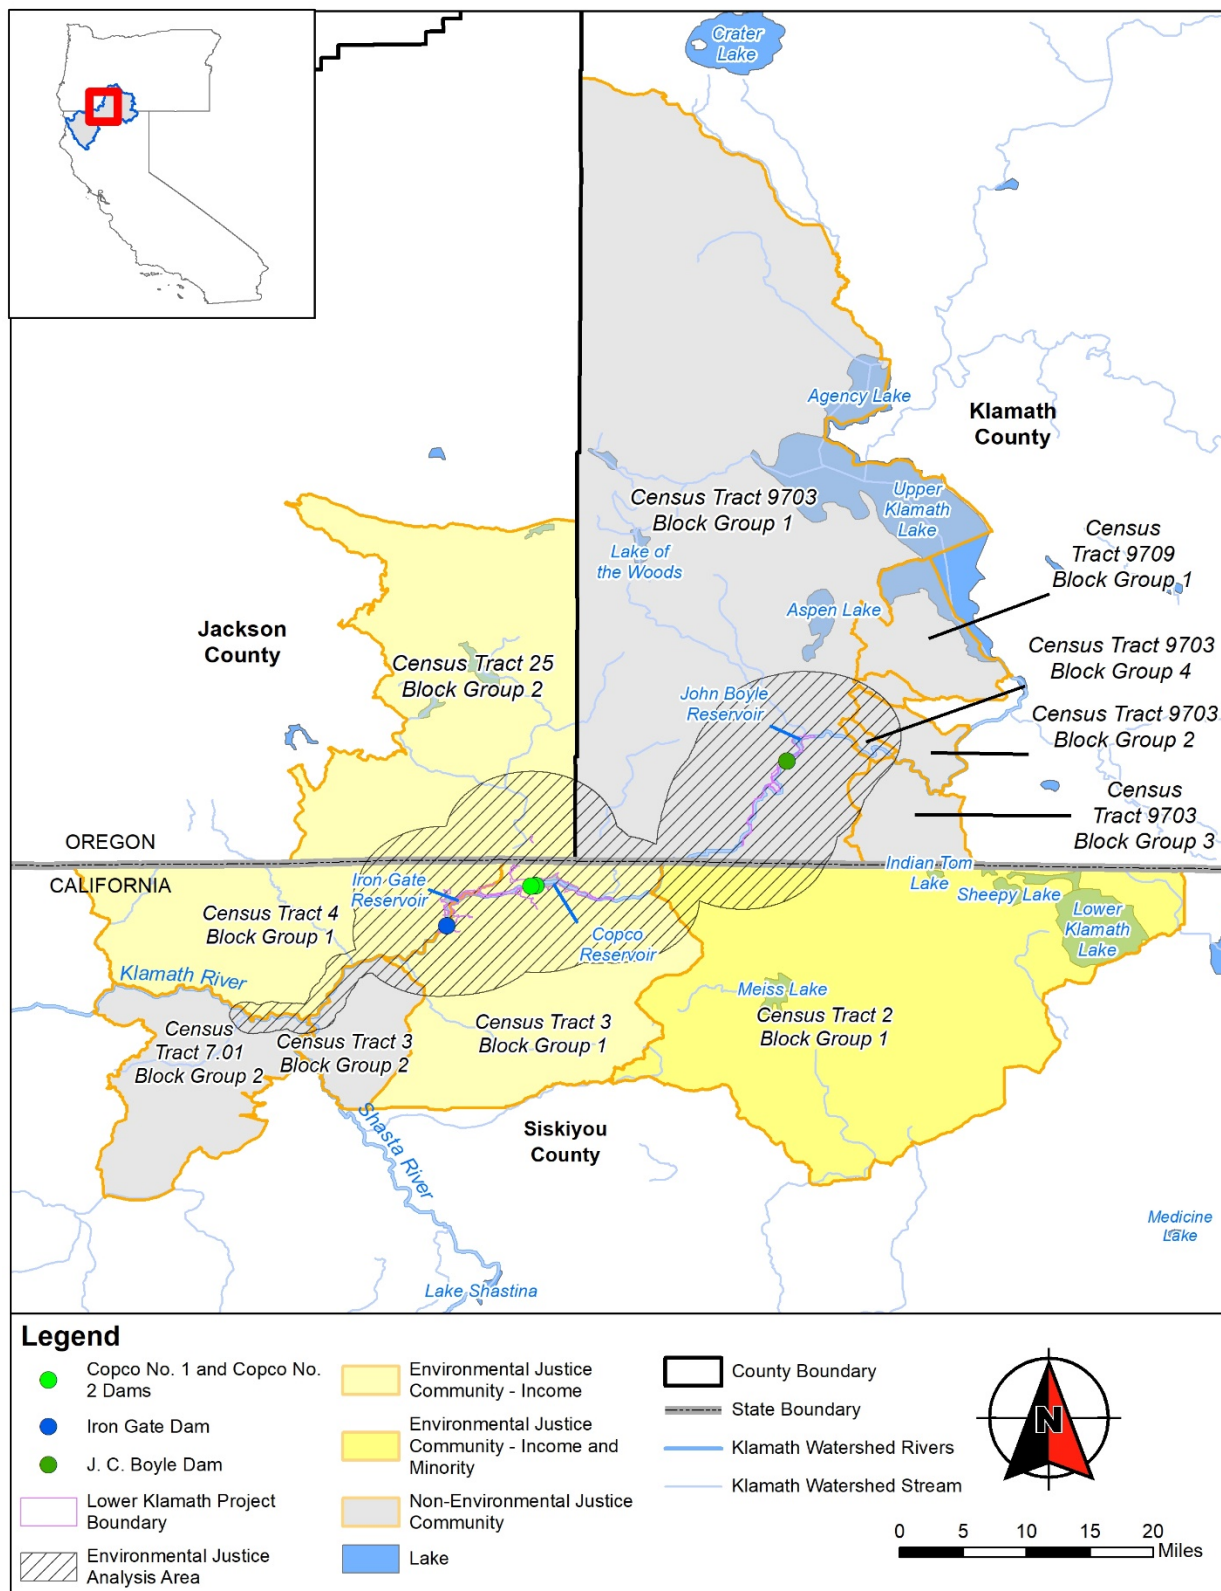 Crater
Lake
Agency Lake
Klamath
County
Census Tract 9703
Block Group 1
Upper
Klamath
Lake
Census
Tract 9709
Block Group 1
Lake of
the Woods
Aspen Lake
Jackson
County
Census Tract 25
Block Group 2
Census Tract 9703
Block Group 4
John Boyle
Reservoir
Census Tract 9703
Block Group 2
Census
Tract 9703
Block Group 3
OREGON
CALIFORNIA
Iron Gate
Reservoir
Indian Tom
Lake
Sheepy Lake
Lower
Klamath
Lake
Census Tract 4
Block Group 1
Copco
Reservoir
Klamath River
Meiss Lake
Census Tract 2
Block Group 1
Census
Tract 7.01
Block Group 2
Census Tract 3
Block Group 2
Census Tract 3
Block Group 1
Shasta River
Siskiyou
County
Medicine
Lake
Lake Shastina
Legend
Copco No. 1 and Copco No.
2 Dams
Iron Gate Dam
J. C. Boyle Dam
Lower Klamath Project
Boundary
Environmental Justice
Analysis Area
Environmental Justice
Community - Income
Environmental Justice
Community - Income and
Minority
Non-Environmental Justice
Community
Lake
County Boundary
State Boundary
Klamath Watershed Rivers
Klamath Watershed Stream
N
0 5 10 15 20
Miles